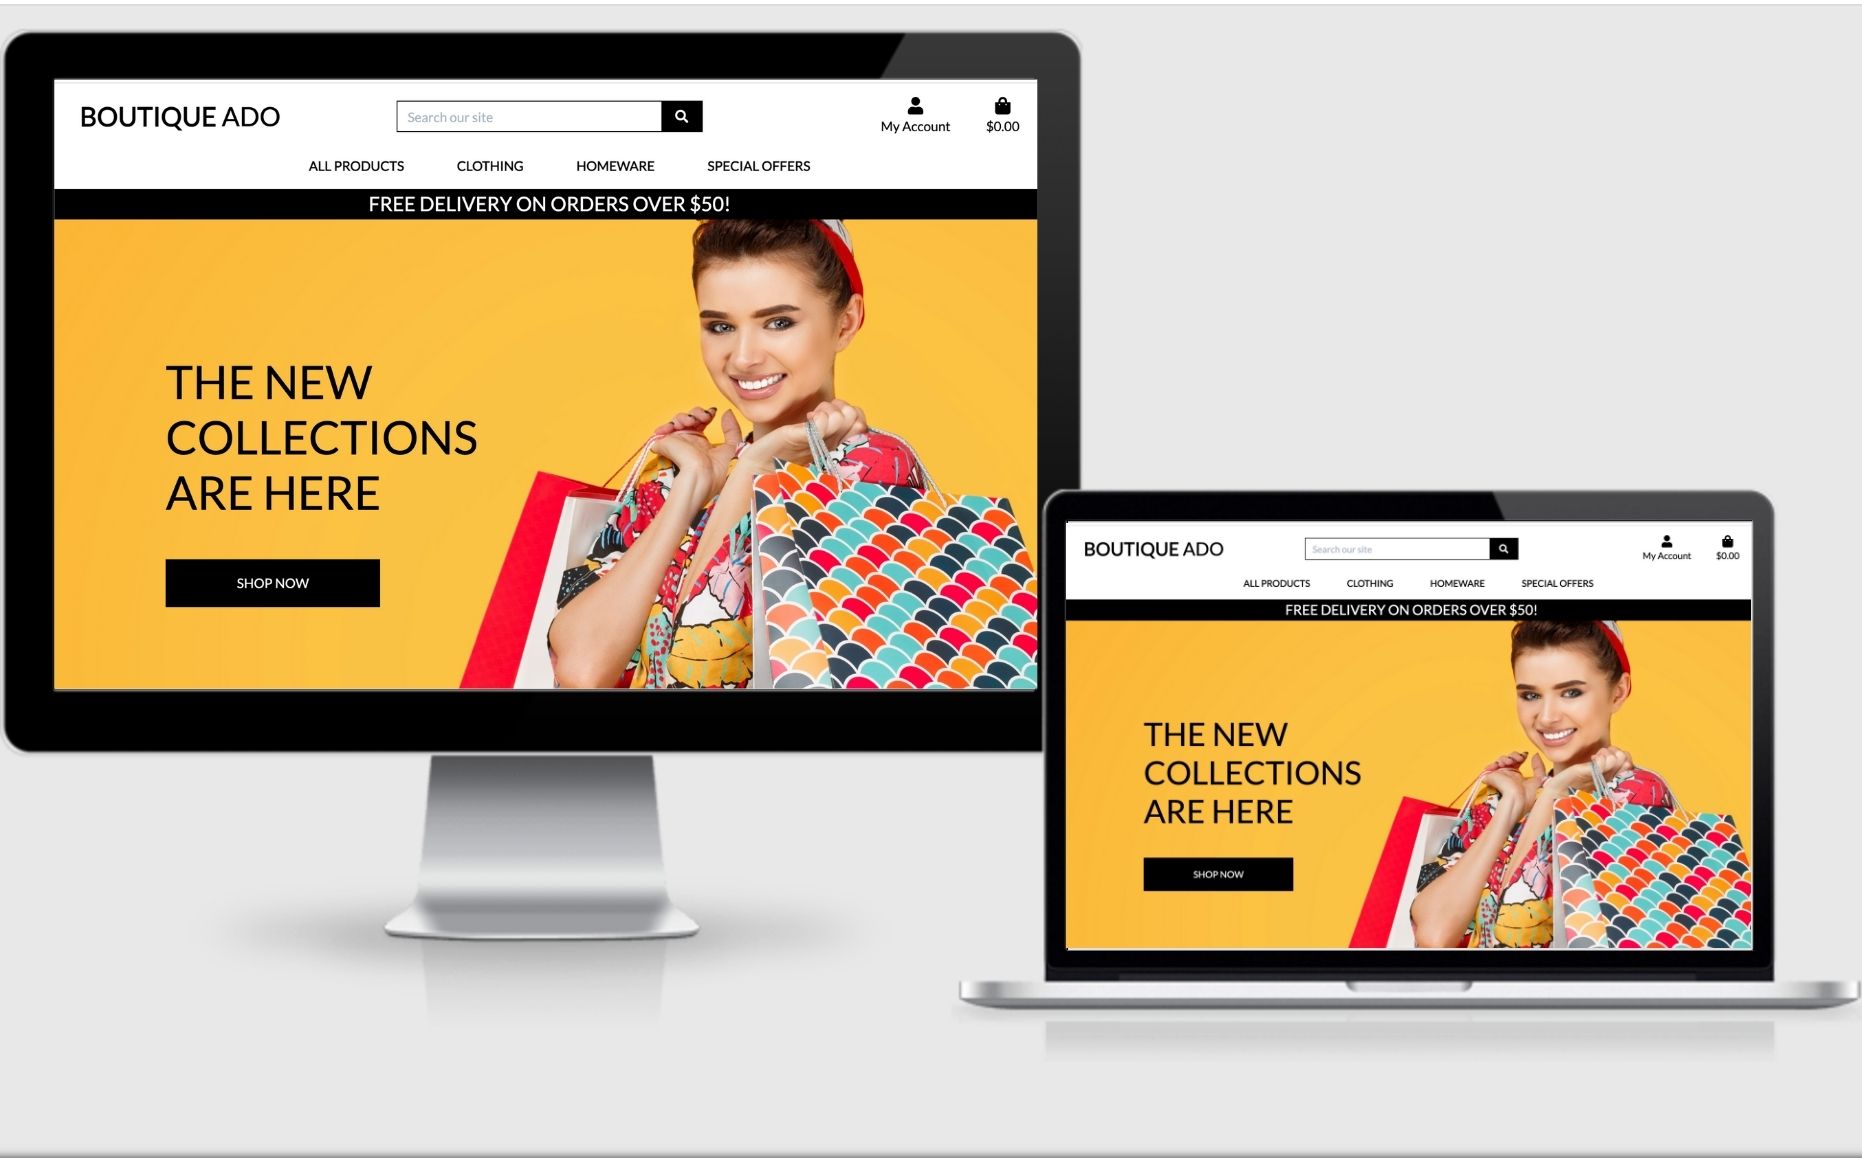 BOUTIQUE ADO
Search our site
My Account
$0.00
ALL PRODUCTS CLOTHING HOMEWARE SPECIAL OFFERS
FREE DELIVERY ON ORDERS OVER $50!
THE NEW
COLLECTIONS
ARE HERE
SHOP NOW
BOUTIQUE ADO
Search our site
My Account
$0.00
ALL PRODUCTS CLOTHING HOMEWARE SPECIAL OFFERS
FREE DELIVERY ON ORDERS OVER $50!
THE NEW
COLLECTIONS
ARE HERE
SHOP NOW